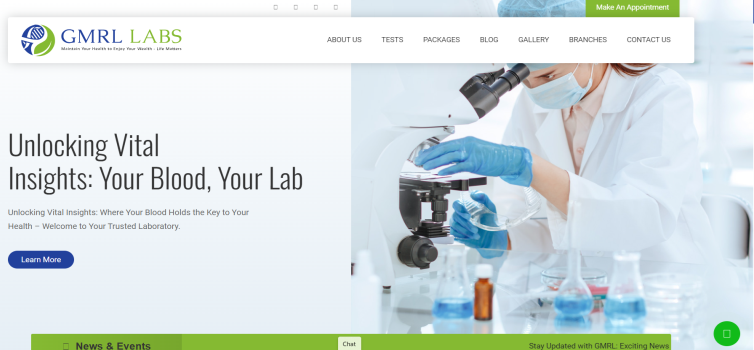 Make An Appointment
GMRL LABS
Maintain Your Health to Enjoy Your Wealth - Life Matters
ABOUT US TESTS PACKAGES BLOG GALLERY BRANCHES CONTACT US
Unlocking Vital
Insights: Your Blood, Your Lab
Unlocking Vital Insights: Where Your Blood Holds the Key to Your
Health – Welcome to Your Trusted Laboratory.
Learn More
News & Events
Chat
Stay Updated with GMRL: Exciting News